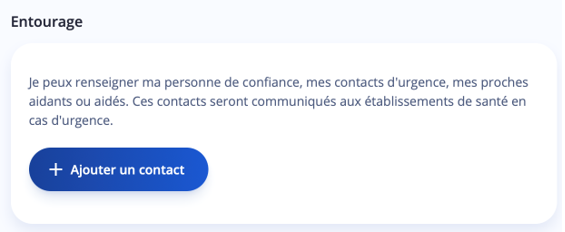 Entourage
Je peux renseigner ma personne de confiance, mes contacts d'urgence, mes proches
aidants ou aidés. Ces contacts seront communiqués aux établissements de santé en
cas d'urgence.
Ajouter un contact